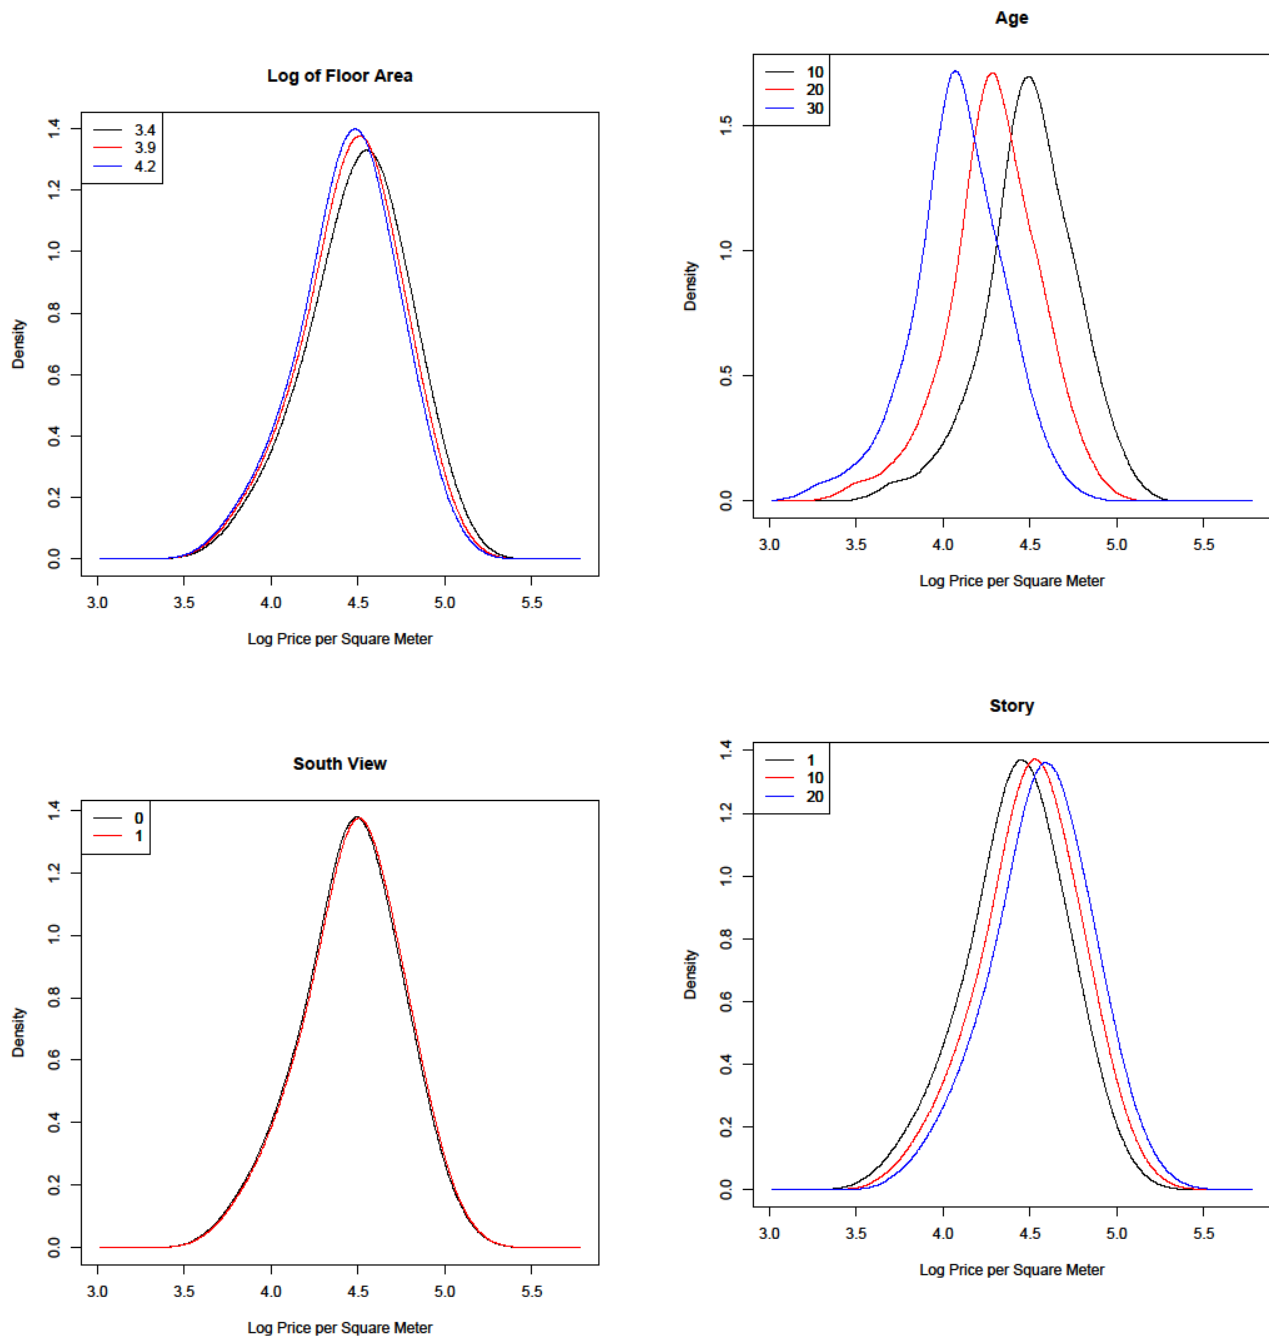 Log of Floor Area
3.4
3.9
4.2
1.4
1.2
1.0
0.8
0.6
0.4
0.2
0.0
Density
3.0 3.5 4.0 4.5 5.0 5.5
Log Price per Square Meter
Age
10
20
30
1.5
1.0
0.5
0.0
Density
3.0 3.5 4.0 4.5 5.0 5.5
Log Price per Square Meter
South View
0
1
1.4
1.2
1.0
0.8
0.6
0.4
0.2
0.0
Density
3.0 3.5 4.0 4.5 5.0 5.5
Log Price per Square Meter
Story
1
10
20
1.4
1.2
1.0
0.8
0.6
0.4
0.2
0.0
Density
3.0 3.5 4.0 4.5 5.0 5.5
Log Price per Square Meter